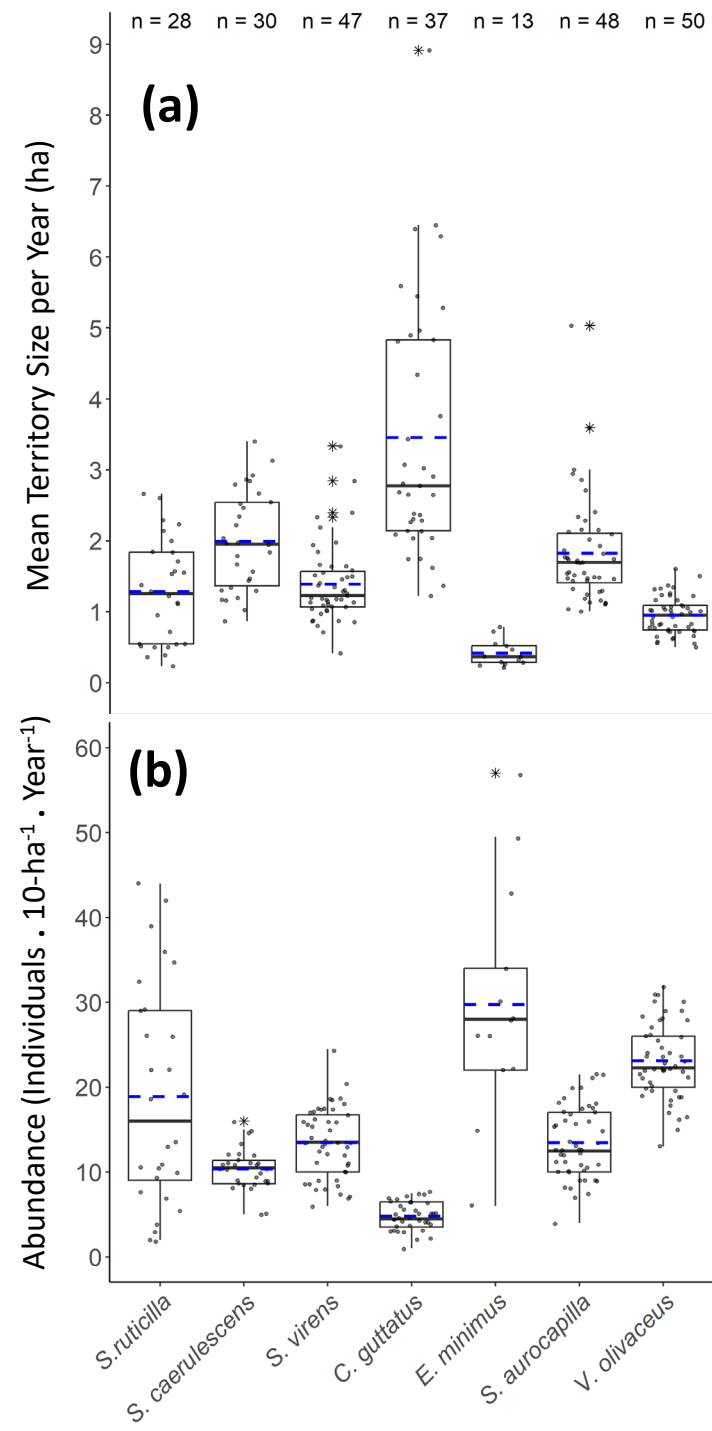 n = 28 n = 30 n = 47 n = 37 n = 13 n = 48 n = 50
(a)
Mean Territory Size per Year (ha)
9
8
7
6
5
4
3
2
1
0
(b)
Abundance (Individuals . 10-ha⁻¹ . Year⁻¹)
60
50
40
30
20
10
0
S.ruticilla
S. caerulescens
S. virens
C. guttatus
E. minimus
S. aurocapilla
V. olivaceus